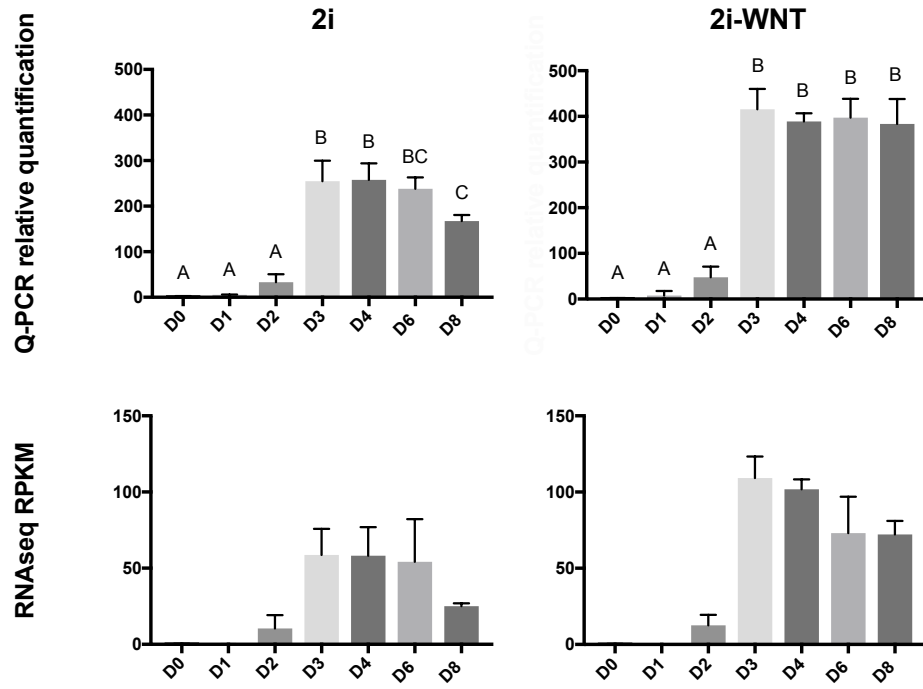 2i
2i-WNT
Q-PCR relative quantification
500
400
300
200
100
0
A
A
A
B
B
BC
C
D0
D1
D2
D3
D4
D6
D8
Q-PCR relative quantification
500
400
300
200
100
0
A
A
A
B
B
B
B
D0
D1
D2
D3
D4
D6
D8
RNAseq RPKM
150
100
50
0
D0
D1
D2
D3
D4
D6
D8
150
100
50
0
D0
D1
D2
D3
D4
D6
D8